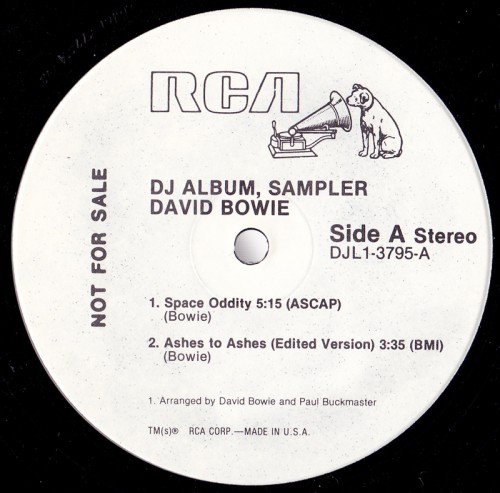 RCA
NOT FOR SALE
DJ ALBUM, SAMPLER
DAVID BOWIE
Side A Stereo
DJL1-3795-A
1. Space Oddity 5:15 (ASCAP)
(Bowie)
2. Ashes to Ashes (Edited Version) 3:35 (BMI)
(Bowie)
1. Arranged by David Bowie and Paul Buckmaster
TM(s)® RCA CORP.—MADE IN U.S.A.